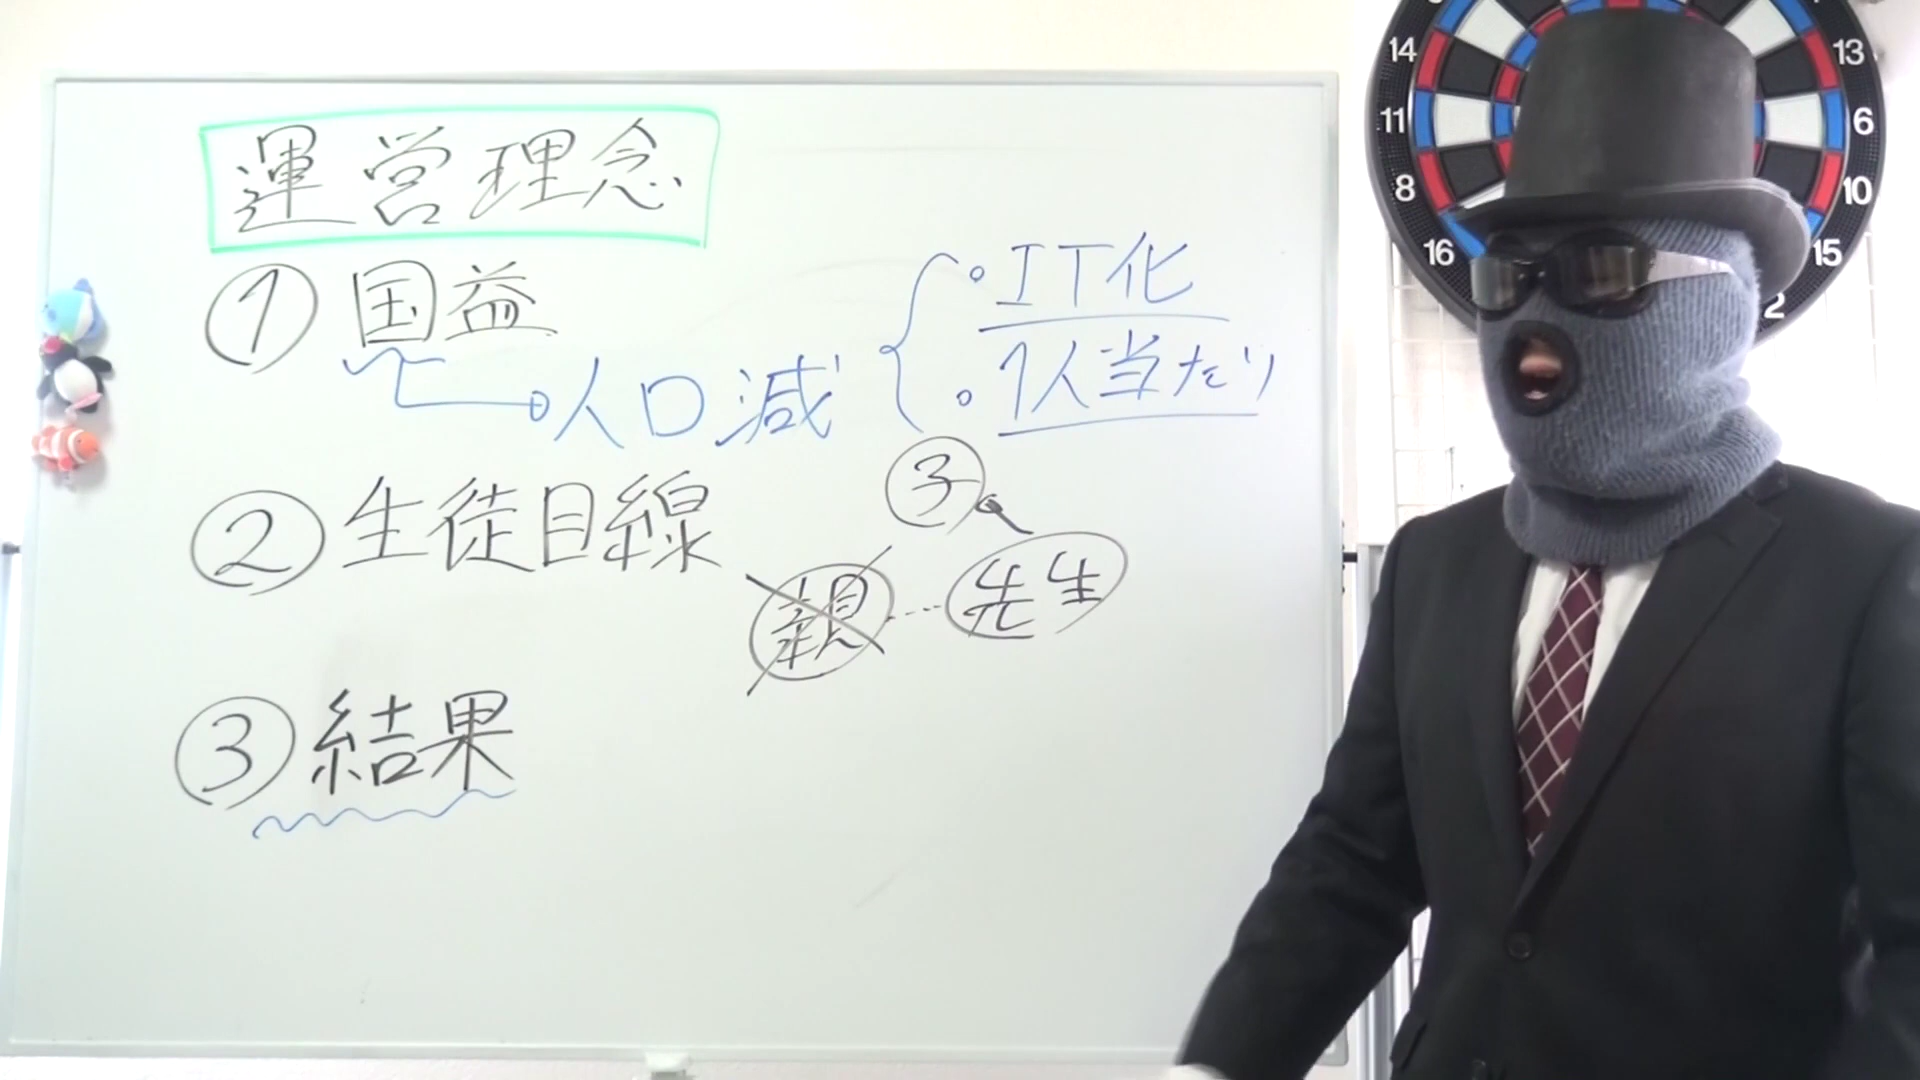 運営理念
① 国益
人口減
・IT化
・1人当たり
② 生徒目線
③
親…先生
③ 結果
14
11
8
16
13
6
10
15
2